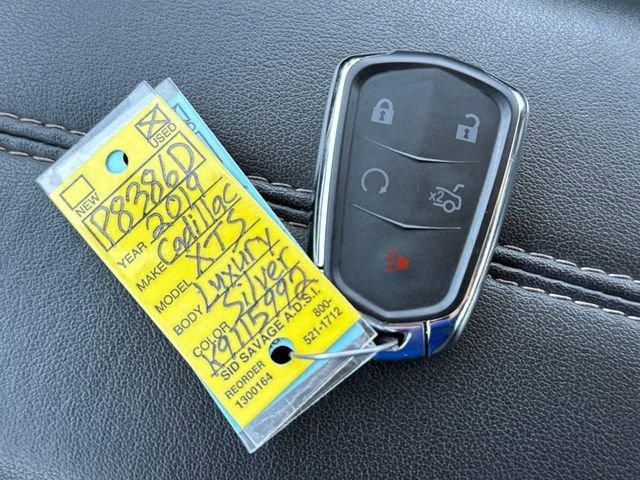 NEW
USED
P8386D
YEAR 2019
MAKE Cadillac
MODEL XTS
BODY Luxury
COLOR Silver
K9115992
SID SAVAGE A.D.S.I. 800-
REORDER 521-1712
1300164
x2